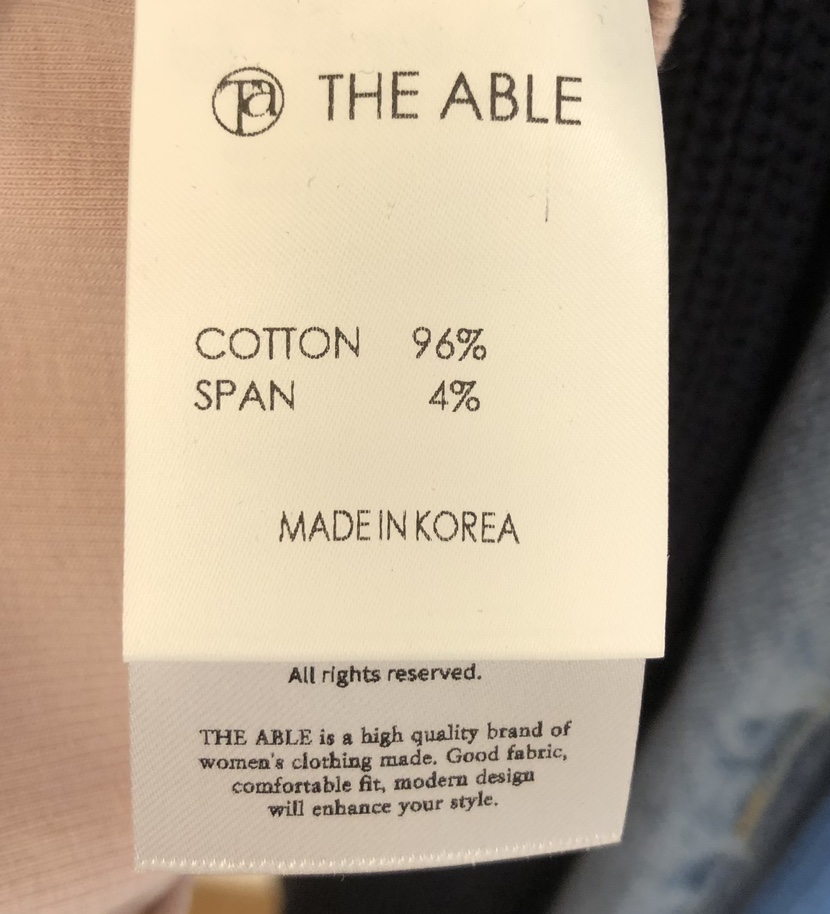 Ta THE ABLE
COTTON 96%
SPAN 4%
MADE IN KOREA
All rights reserved.
THE ABLE is a high quality brand of
women's clothing made. Good fabric,
comfortable fit, modern design
will enhance your style.